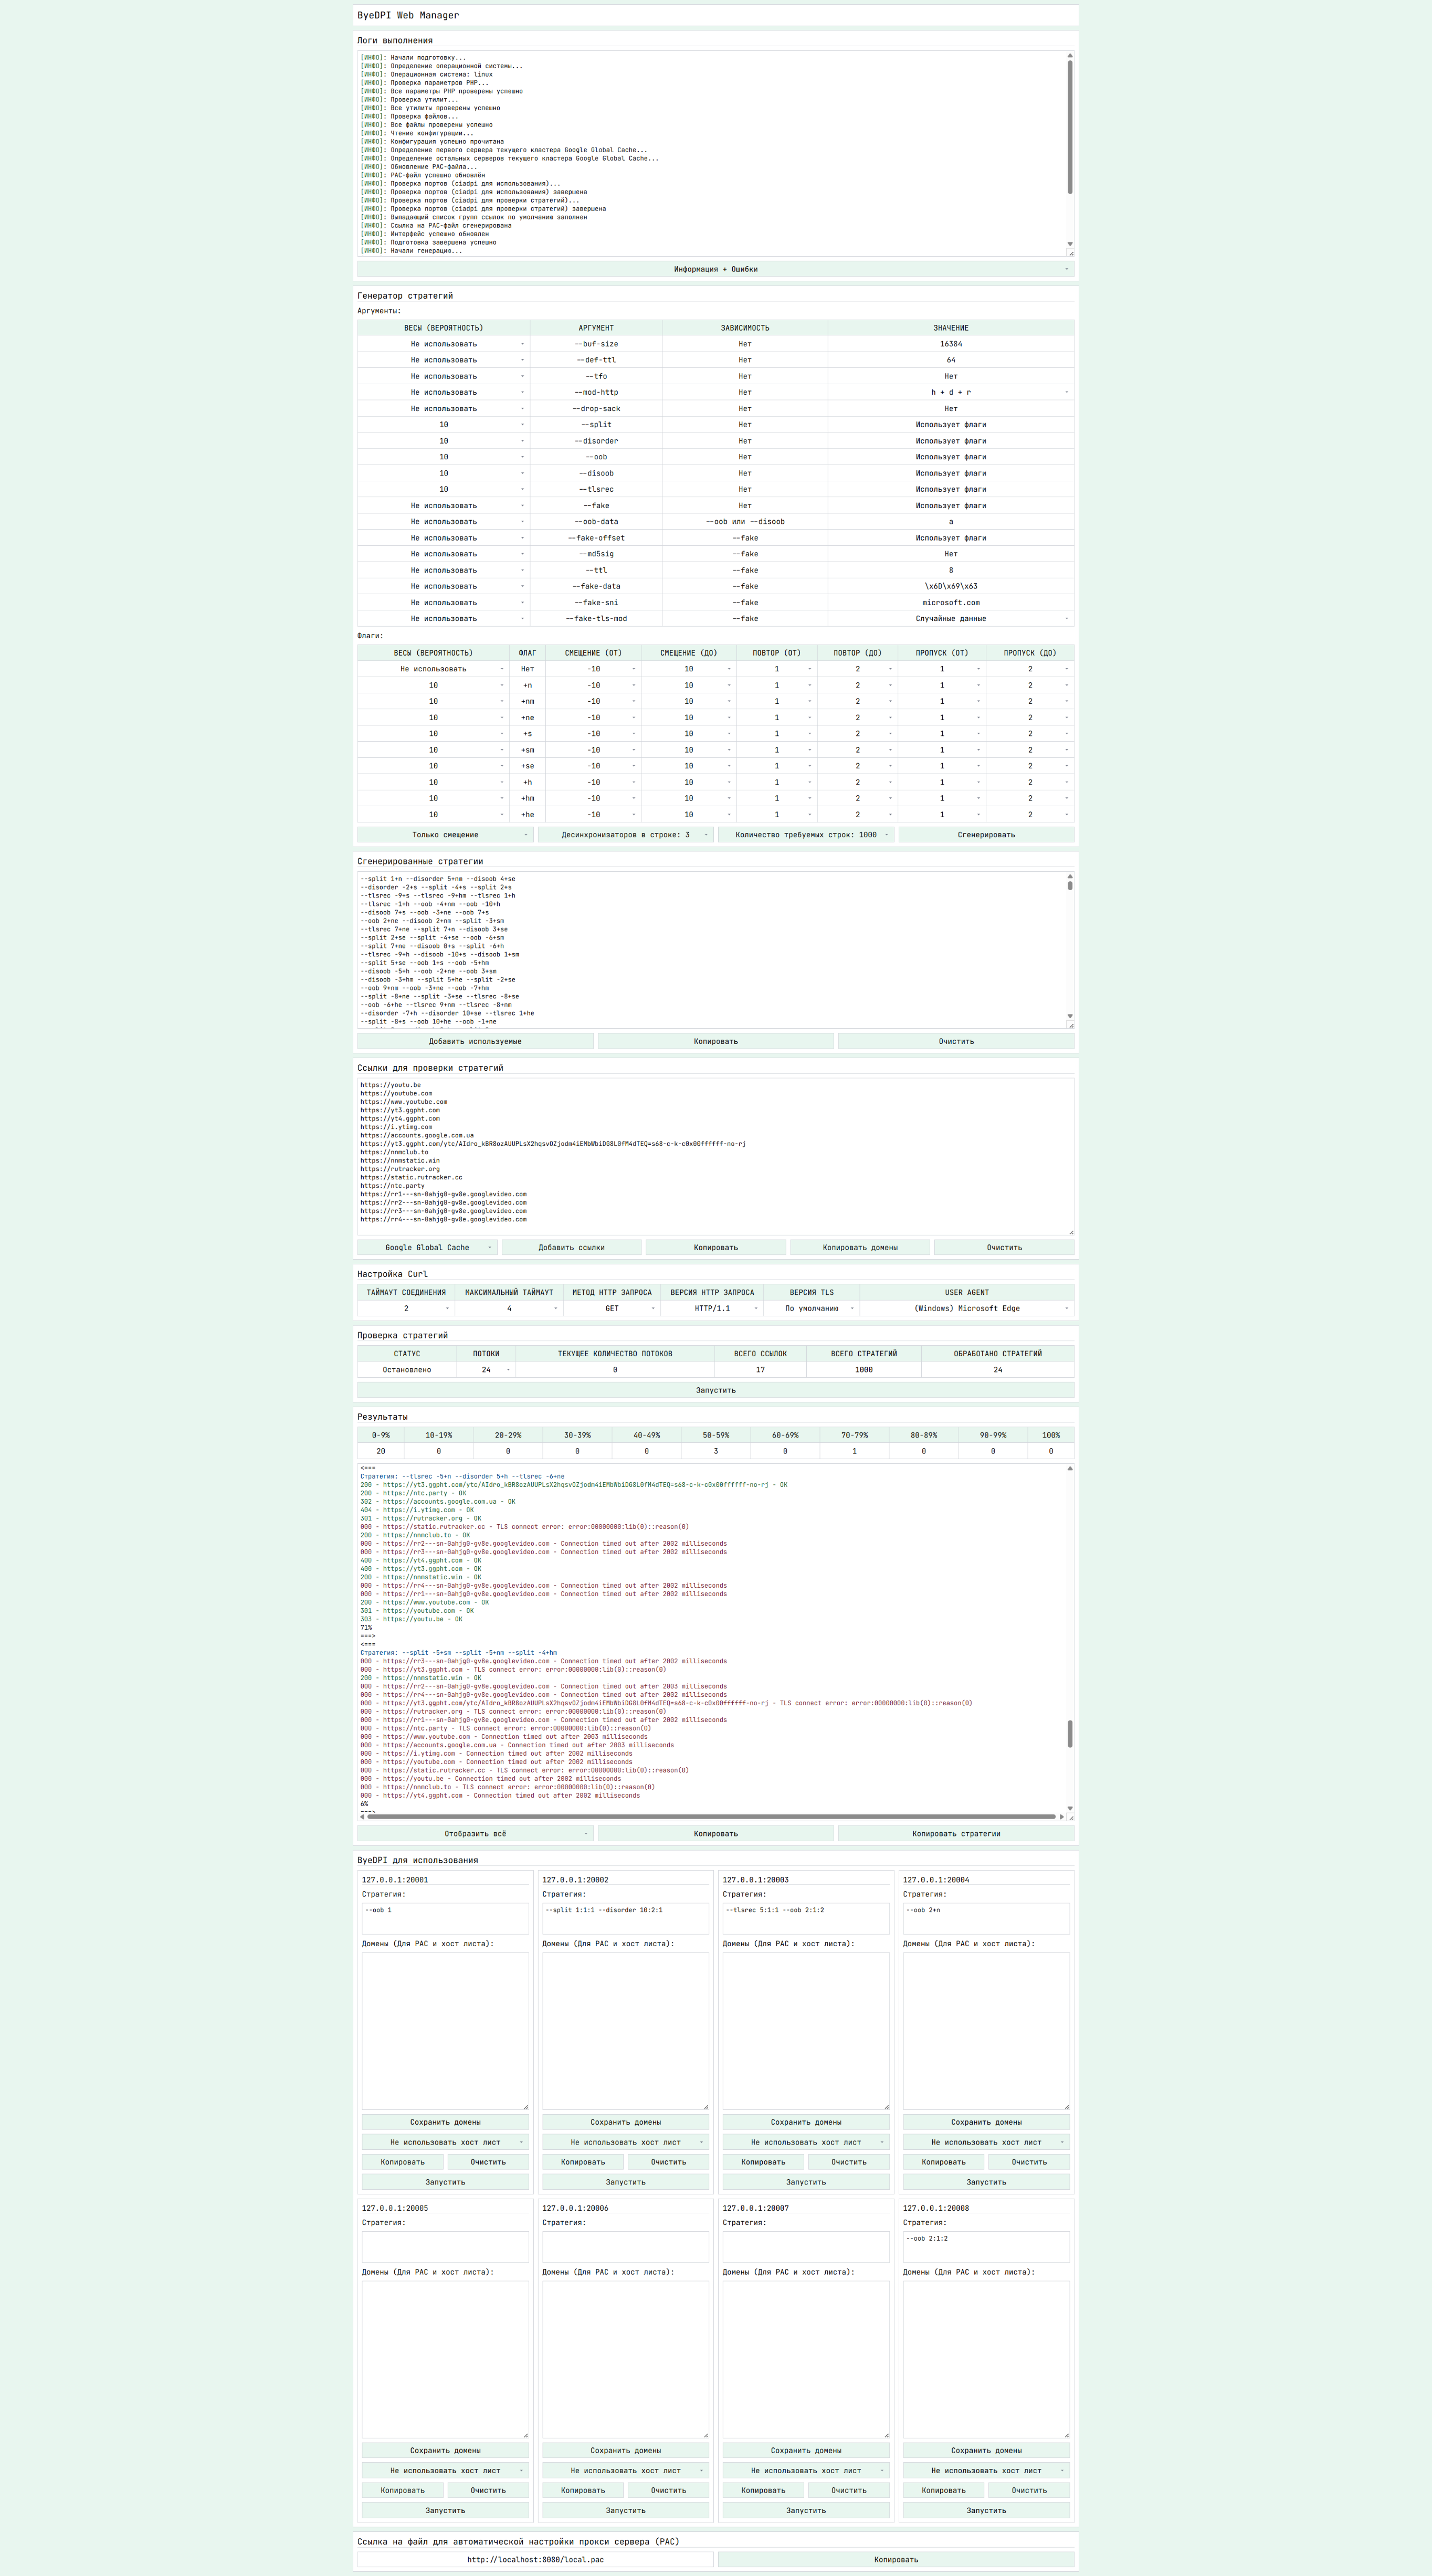 ByeDPI Web Manager
Логи выполнения
[ИНФО]: Начали подготовку...
[ИНФО]: Определение операционной системы...
[ИНФО]: Операционная система: linux
[ИНФО]: Проверка параметров PHP...
[ИНФО]: Все параметры PHP проверены успешно
[ИНФО]: Проверка утилит...
[ИНФО]: Все утилиты проверены успешно
[ИНФО]: Проверка файлов...
[ИНФО]: Все файлы проверены успешно
[ИНФО]: Чтение конфигурации...
[ИНФО]: Конфигурация успешно прочитана
[ИНФО]: Определение первого сервера текущего кластера Google Global Cache...
[ИНФО]: Определение остальных серверов текущего кластера Google Global Cache...
[ИНФО]: Обновление PAC-файла...
[ИНФО]: PAC-файл успешно обновлён
[ИНФО]: Проверка портов (ciadpi для использования)...
[ИНФО]: Проверка портов (ciadpi для использования) завершена
[ИНФО]: Проверка портов (ciadpi для проверки стратегий)...
[ИНФО]: Проверка портов (ciadpi для проверки стратегий) завершена
[ИНФО]: Выпадающий список групп ссылок по умолчанию заполнен
[ИНФО]: Ссылка на PAC-файл сгенерирована
[ИНФО]: Интерфейс успешно обновлен
[ИНФО]: Подготовка завершена успешно
[ИНФО]: Начали генерацию...
Информация + Ошибки
Генератор стратегий
Аргументы:
ВЕСЫ (ВЕРОЯТНОСТЬ) АРГУМЕНТ ЗАВИСИМОСТЬ ЗНАЧЕНИЕ
Не использовать --buf-size Нет 16384
Не использовать --def-ttl Нет 64
Не использовать --tfo Нет Нет
Не использовать --mod-http Нет h + d + r
Не использовать --drop-sack Нет Нет
10 --split Нет Использует флаги
10 --disorder Нет Использует флаги
10 --oob Нет Использует флаги
10 --disoob Нет Использует флаги
10 --tlsrec Нет Использует флаги
Не использовать --fake Нет Использует флаги
Не использовать --oob-data --oob или --disoob a
Не использовать --fake-offset --fake Использует флаги
Не использовать --md5sig --fake Нет
Не использовать --ttl --fake 8
Не использовать --fake-data --fake \x6D\x69\x63
Не использовать --fake-sni --fake microsoft.com
Не использовать --fake-tls-mod --fake Случайные данные
Флаги:
ВЕСЫ (ВЕРОЯТНОСТЬ) ФЛАГ СМЕЩЕНИЕ (ОТ) СМЕЩЕНИЕ (ДО) ПОВТОР (ОТ) ПОВТОР (ДО) ПРОПУСК (ОТ) ПРОПУСК (ДО)
Не использовать Нет -10 10 1 2 1 2
10 +n -10 10 1 2 1 2
10 +nm -10 10 1 2 1 2
10 +ne -10 10 1 2 1 2
10 +s -10 10 1 2 1 2
10 +sm -10 10 1 2 1 2
10 +se -10 10 1 2 1 2
10 +h -10 10 1 2 1 2
10 +hm -10 10 1 2 1 2
10 +he -10 10 1 2 1 2
Только смещение Десинхронизаторов в строке: 3 Количество требуемых строк: 1000 Сгенерировать
Сгенерированные стратегии
--split 1+n --disorder 5+nm --disoob 4+se
--disorder -2+s --split -4+s --split 2+s
--tlsrec -9+s --tlsrec -9+hm --tlsrec 1+h
--tlsrec -1+h --oob -4+nm --oob -10+h
--disoob 7+s --oob -3+ne --oob 7+s
--oob 2+ne --disoob 2+nm --split -3+sm
--tlsrec 7+ne --split 7+n --disoob 3+se
--split 2+se --split -4+se --oob -6+sm
--split 7+ne --disoob 0+s --split -6+h
--tlsrec -9+h --disoob -10+s --disoob 1+sm
--split 5+se --oob 1+s --oob -5+hm
--disoob -5+h --oob -2+ne --oob 3+sm
--disoob -3+hm --split 5+he --split -2+se
--oob 9+nm --oob -3+ne --oob -7+hm
--split -8+ne --split -3+se --tlsrec -8+se
--oob -6+he --tlsrec 9+nm --tlsrec -8+nm
--disorder -7+h --disorder 10+se --tlsrec 1+he
--split -8+s --oob 10+he --oob -1+ne
Добавить используемые Копировать Очистить
Ссылки для проверки стратегий
https://youtu.be
https://youtube.com
https://www.youtube.com
https://yt3.ggpht.com
https://yt4.ggpht.com
https://i.ytimg.com
https://accounts.google.com.ua
https://yt3.ggpht.com/ytc/AIdro_k0R8ozAUUPLsX2hqsvOZjodm4iEMbWbiDG8L0fM4dTEQ=s68-c-k-c0x00ffffff-no-rj
https://nnmclub.to
https://nnmstatic.win
https://rutracker.org
https://static.rutracker.cc
https://ntc.party
https://rr1---sn-0ahjg0-gv8e.googlevideo.com
https://rr2---sn-0ahjg0-gv8e.googlevideo.com
https://rr3---sn-0ahjg0-gv8e.googlevideo.com
https://rr4---sn-0ahjg0-gv8e.googlevideo.com
Google Global Cache Добавить ссылки Копировать Копировать домены Очистить
Настройка Curl
ТАЙМАУТ СОЕДИНЕНИЯ МАКСИМАЛЬНЫЙ ТАЙМАУТ МЕТОД HTTP ЗАПРОСА ВЕРСИЯ HTTP ЗАПРОСА ВЕРСИЯ TLS USER AGENT
2 4 GET HTTP/1.1 По умолчанию (Windows) Microsoft Edge
Проверка стратегий
СТАТУС ПОТОКИ ТЕКУЩЕЕ КОЛИЧЕСТВО ПОТОКОВ ВСЕГО ССЫЛОК ВСЕГО СТРАТЕГИЙ ОБРАБОТАНО СТРАТЕГИЙ
Остановлено 24 0 17 1000 24
Запустить
Результаты
0-9% 10-19% 20-29% 30-39% 40-49% 50-59% 60-69% 70-79% 80-89% 90-99% 100%
20 0 0 0 0 3 0 1 0 0 0
<===
Стратегия: --tlsrec -5+n --disorder 5+h --tlsrec -6+ne
200 - https://yt3.ggpht.com/ytc/AIdro_k0R8ozAUUPLsX2hqsvOZjodm4iEMbWbiDG8L0fM4dTEQ=s68-c-k-c0x00ffffff-no-rj - OK
200 - https://ntc.party - OK
302 - https://accounts.google.com.ua - OK
404 - https://i.ytimg.com - OK
301 - https://rutracker.org - OK
000 - https://static.rutracker.cc - TLS connect error: error:00000000:lib(0)::reason(0)
200 - https://nnmclub.to - OK
000 - https://rr2---sn-0ahjg0-gv8e.googlevideo.com - Connection timed out after 2002 milliseconds
000 - https://rr3---sn-0ahjg0-gv8e.googlevideo.com - Connection timed out after 2002 milliseconds
400 - https://yt4.ggpht.com - OK
400 - https://yt3.ggpht.com - OK
200 - https://nnmstatic.win - OK
000 - https://rr4---sn-0ahjg0-gv8e.googlevideo.com - Connection timed out after 2002 milliseconds
000 - https://rr1---sn-0ahjg0-gv8e.googlevideo.com - Connection timed out after 2002 milliseconds
200 - https://www.youtube.com - OK
301 - https://youtube.com - OK
303 - https://youtu.be - OK
71%
===>
<===
Стратегия: --split -5+sm --split -5+nm --split -4+hm
000 - https://rr3---sn-0ahjg0-gv8e.googlevideo.com - Connection timed out after 2002 milliseconds
000 - https://yt3.ggpht.com - TLS connect error: error:00000000:lib(0)::reason(0)
200 - https://nnmstatic.win - OK
000 - https://rr2---sn-0ahjg0-gv8e.googlevideo.com - Connection timed out after 2003 milliseconds
000 - https://rr4---sn-0ahjg0-gv8e.googlevideo.com - Connection timed out after 2002 milliseconds
000 - https://yt3.ggpht.com/ytc/AIdro_k0R8ozAUUPLsX2hqsvOZjodm4iEMbWbiDG8L0fM4dTEQ=s68-c-k-c0x00ffffff-no-rj - TLS connect error: error:00000000:lib(0)::reason(0)
000 - https://rutracker.org - TLS connect error: error:00000000:lib(0)::reason(0)
000 - https://rr1---sn-0ahjg0-gv8e.googlevideo.com - Connection timed out after 2002 milliseconds
000 - https://ntc.party - TLS connect error: error:00000000:lib(0)::reason(0)
000 - https://www.youtube.com - Connection timed out after 2003 milliseconds
000 - https://accounts.google.com.ua - Connection timed out after 2003 milliseconds
000 - https://i.ytimg.com - Connection timed out after 2002 milliseconds
000 - https://youtube.com - Connection timed out after 2002 milliseconds
000 - https://static.rutracker.cc - TLS connect error: error:00000000:lib(0)::reason(0)
000 - https://youtu.be - Connection timed out after 2002 milliseconds
000 - https://nnmclub.to - TLS connect error: error:00000000:lib(0)::reason(0)
000 - https://yt4.ggpht.com - Connection timed out after 2002 milliseconds
6%
===>
Отобразить всё Копировать Копировать стратегии
ByeDPI для использования
127.0.0.1:20001 127.0.0.1:20002 127.0.0.1:20003 127.0.0.1:20004
Стратегия: Стратегия: Стратегия: Стратегия:
--oob 1 --split 1:1:1 --disorder 10:2:1 --tlsrec 5:1:1 --oob 2:1:2 --oob 2+n
Домены (Для PAC и хост листа): Домены (Для PAC и хост листа): Домены (Для PAC и хост листа): Домены (Для PAC и хост листа):
Сохранить домены Сохранить домены Сохранить домены Сохранить домены
Не использовать хост лист Не использовать хост лист Не использовать хост лист Не использовать хост лист
Копировать Очистить Копировать Очистить Копировать Очистить Копировать Очистить
Запустить Запустить Запустить Запустить
127.0.0.1:20005 127.0.0.1:20006 127.0.0.1:20007 127.0.0.1:20008
Стратегия: Стратегия: Стратегия: Стратегия:
--oob 2:1:2
Домены (Для PAC и хост листа): Домены (Для PAC и хост листа): Домены (Для PAC и хост листа): Домены (Для PAC и хост листа):
Сохранить домены Сохранить домены Сохранить домены Сохранить домены
Не использовать хост лист Не использовать хост лист Не использовать хост лист Не использовать хост лист
Копировать Очистить Копировать Очистить Копировать Очистить Копировать Очистить
Запустить Запустить Запустить Запустить
Ссылка на файл для автоматической настройки прокси сервера (PAC)
http://localhost:8080/local.pac Копировать